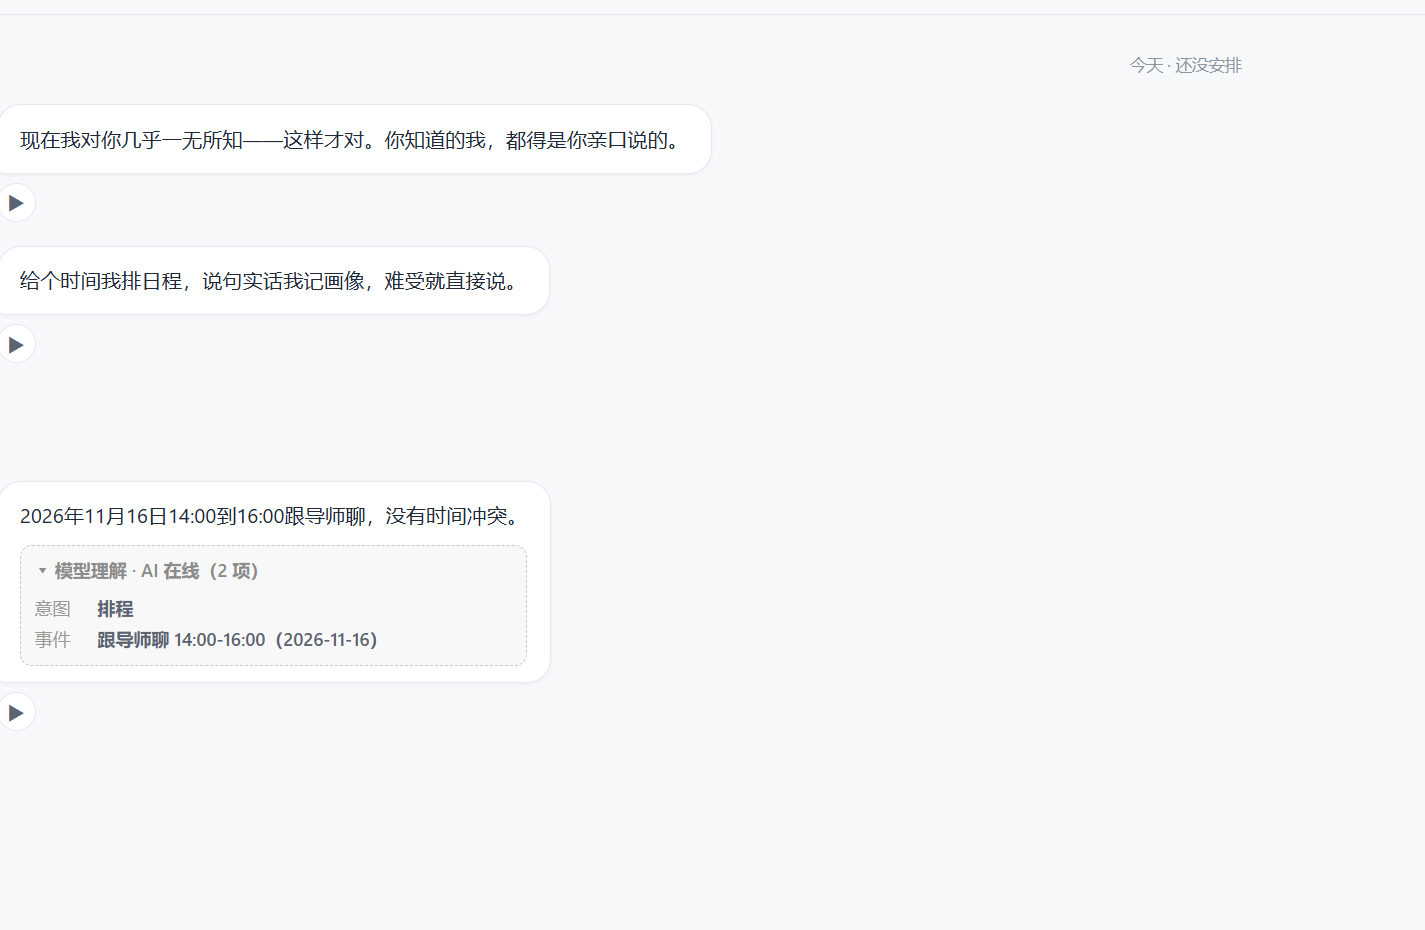 今天 · 还没安排
现在我对你几乎一无所知——这样才对。你知道的我，都得是你亲口说的。
给个时间我排日程，说句实话我记画像，难受就直接说。
2026年11月16日14:00到16:00跟导师聊，没有时间冲突。
模型理解 · AI 在线（2 项）
意图 排程
事件 跟导师聊 14:00-16:00（2026-11-16）